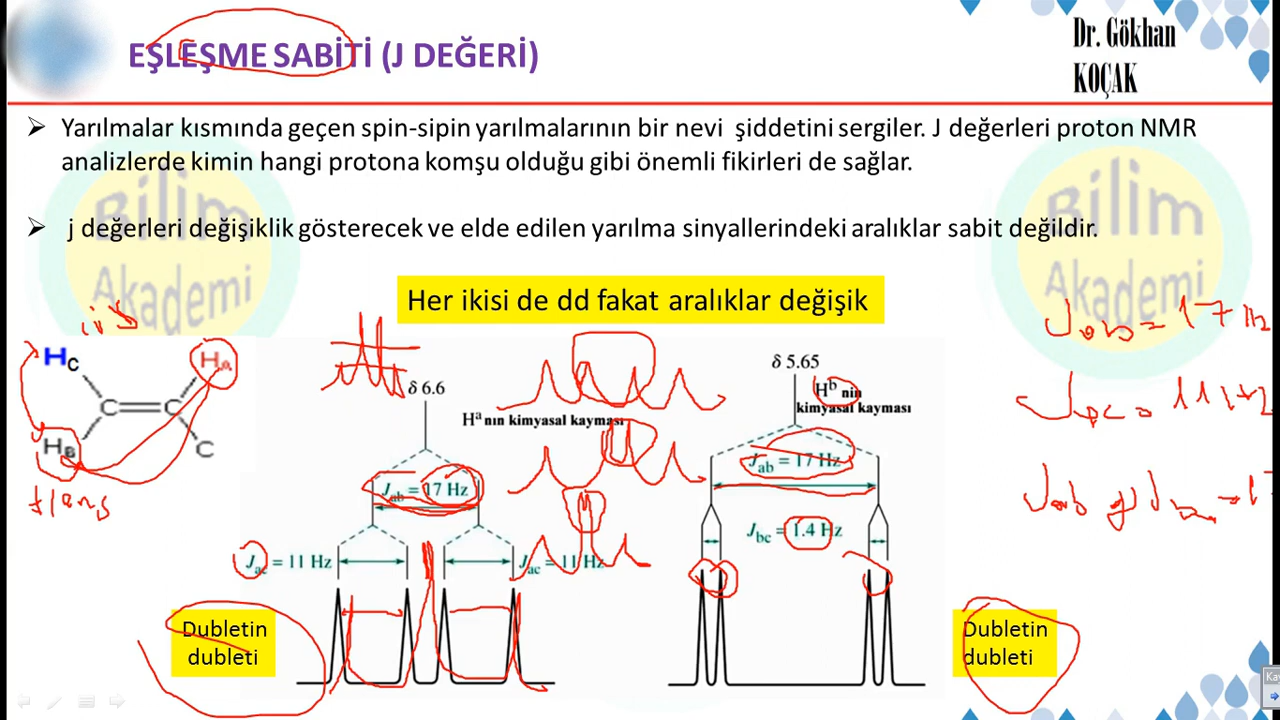 EŞLEŞME SABİTİ (J DEĞERİ)
Dr. Gökhan
KOÇAK
➢ Yarılmalar kısmında geçen spin-sipin yarılmalarının bir nevi şiddetini sergiler. J değerleri proton NMR
analizlerde kimin hangi protona komşu olduğu gibi önemli fikirleri de sağlar.
➢ j değerleri değişiklik gösterecek ve elde edilen yarılma sinyallerindeki aralıklar sabit değildir.
Bilim
Akademi
Bilim
Akademi
Her ikisi de dd fakat aralıklar değişik
Jab = 17 Hz
HC
HA
C
C
HB
C
trans
δ 6.6
Hª nın kimyasal kayması
Jab = 17 Hz
Jac = 11 Hz
Jac = 11 Hz
Dubletin
dubleti
δ 5.65
Hᵇ nin
kimyasal kayması
Jab = 17 Hz
Jbc = 1.4 Hz
Dubletin
dubleti